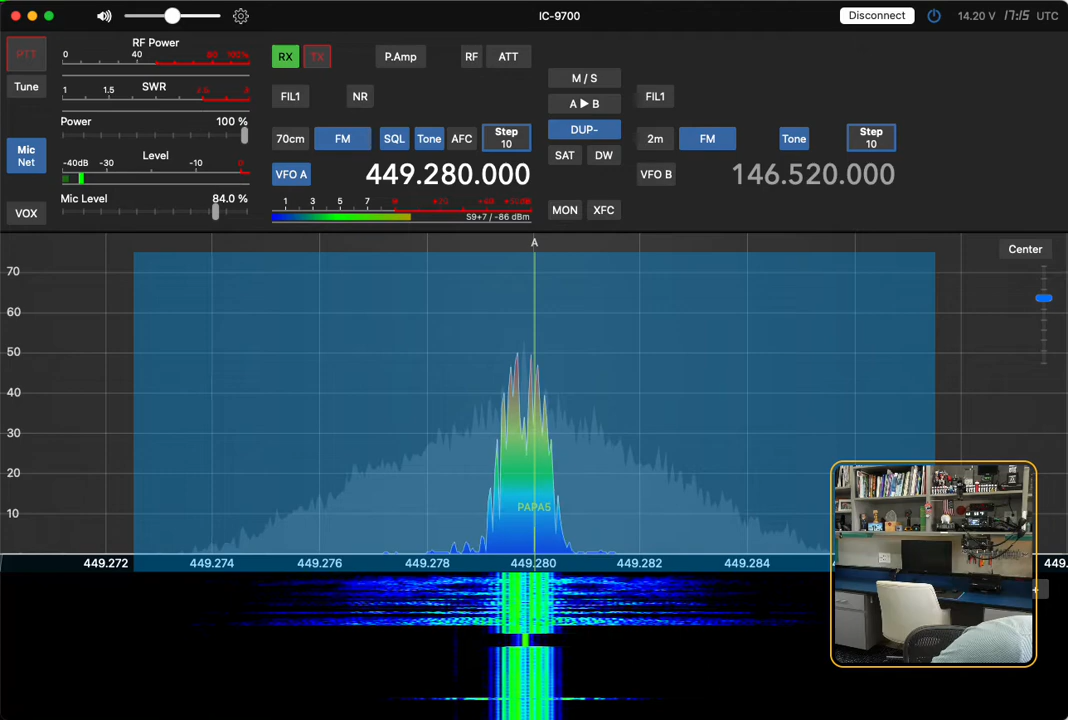 IC-9700
Disconnect
14.20 V 17:15 UTC
PTT
RF Power
0 40 80 100%
RX TX P.Amp RF ATT
M / S
Tune
1 1.5 SWR 3
FIL1 NR
A ▶ B
FIL1
Power 100 %
Mic
Net
Level
-40dB -30 -10 0
70cm FM SQL Tone AFC Step
10
DUP-
2m FM Tone Step
10
SAT DW
VFO A 449.280.000
VFO B 146.520.000
VOX
Mic Level 84.0 %
1 3 5 7 9
S9+7 / -86 dBm
MON XFC
A
Center
70
60
50
40
30
20
10
PAPA5
449.272 449.274 449.276 449.278 449.280 449.282 449.284 449.